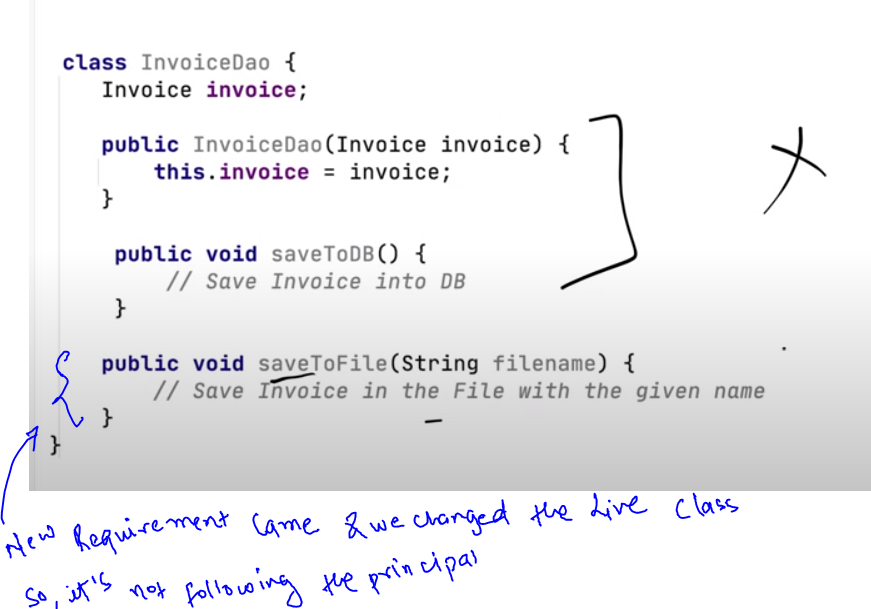 class InvoiceDao {
Invoice invoice;
public InvoiceDao(Invoice invoice) {
this.invoice = invoice;
}
public void saveToDB() {
// Save Invoice into DB
}
public void saveToFile(String filename) {
// Save Invoice in the File with the given name
}
}
New Requirement Came & we changed the Live Class
So, it's not following the principal